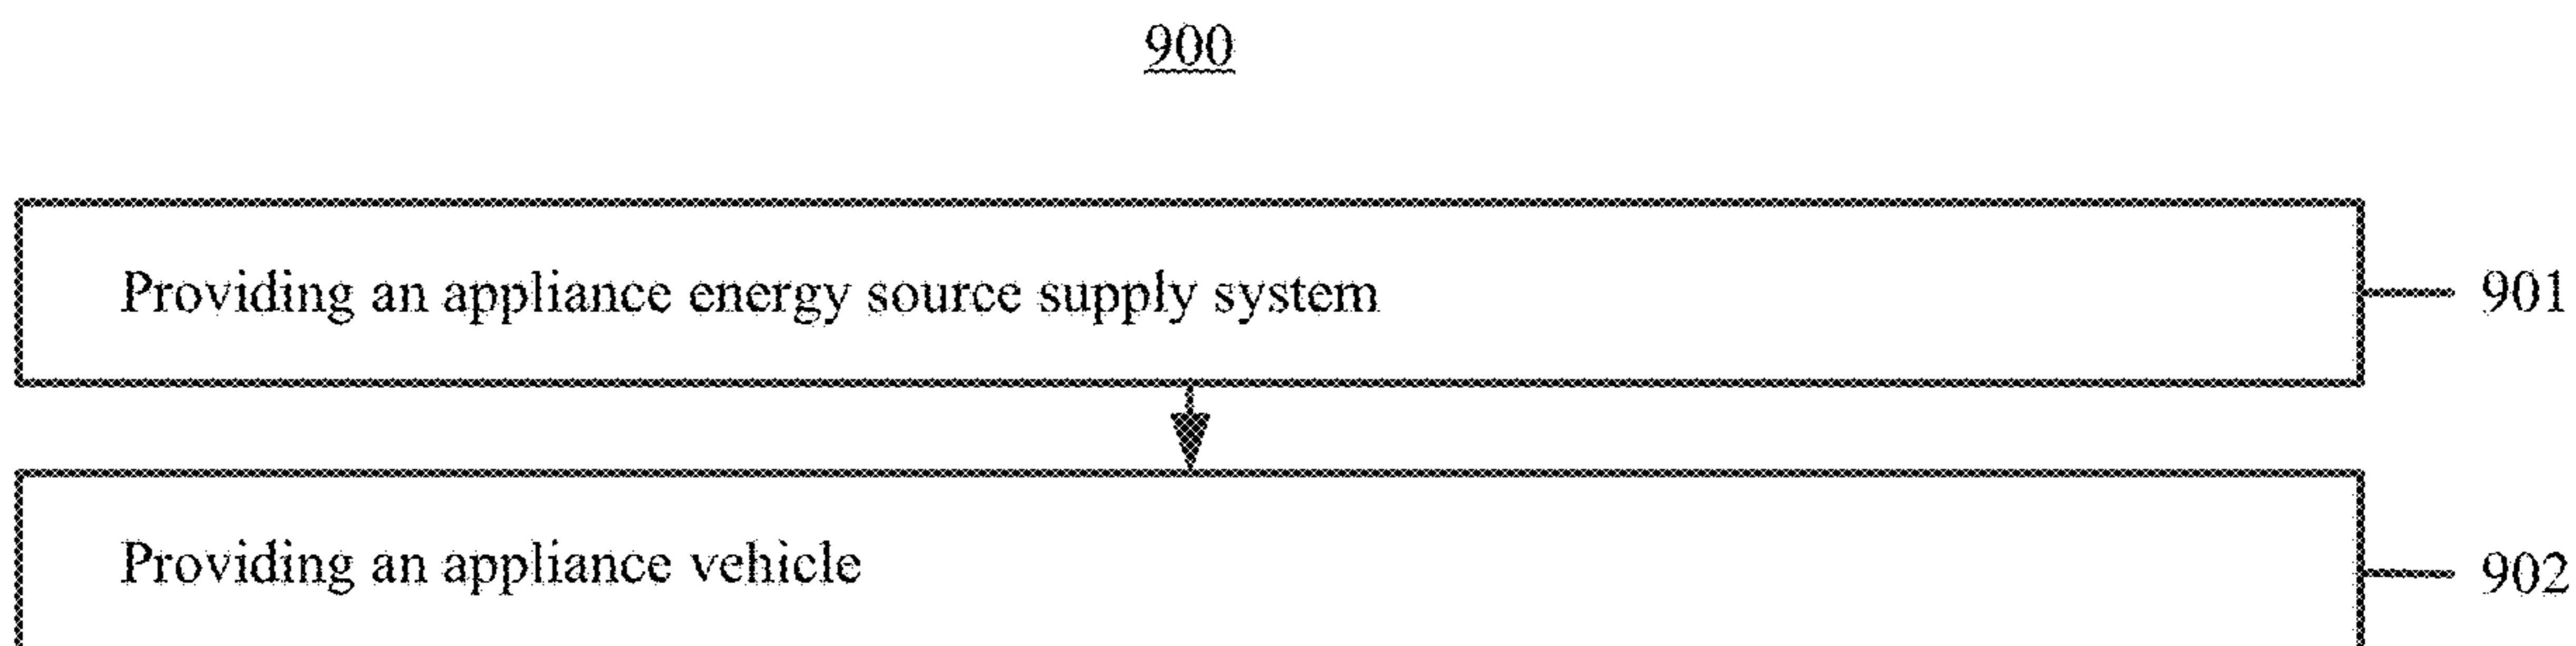 900
Providing an appliance energy source supply system
901
Providing an appliance vehicle
902